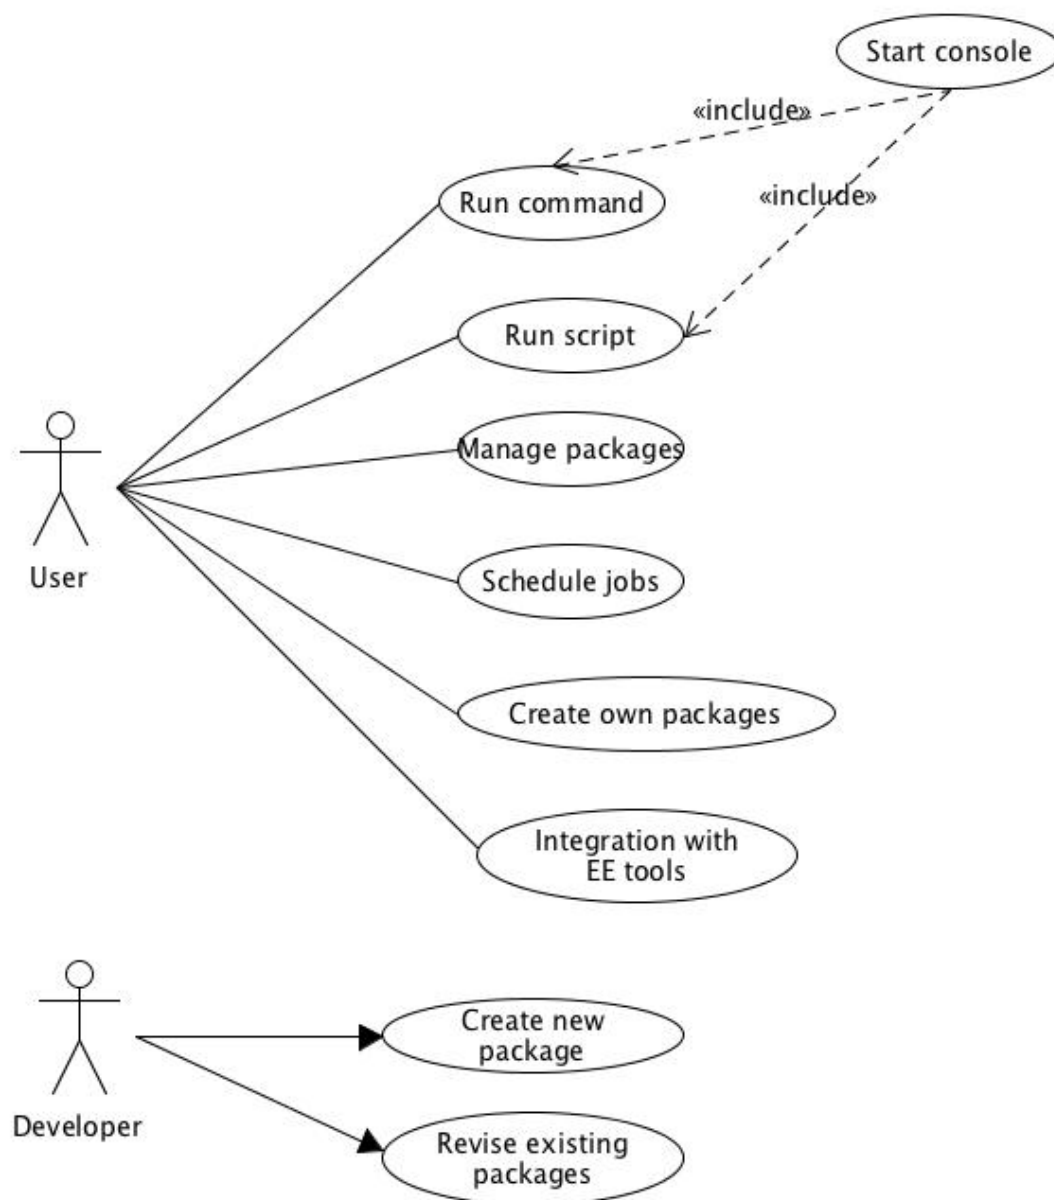 Start console
«include»
Run command
«include»
Run script
Manage packages
User
Schedule jobs
Create own packages
Integration with
EE tools
Create new
package
Developer
Revise existing
packages